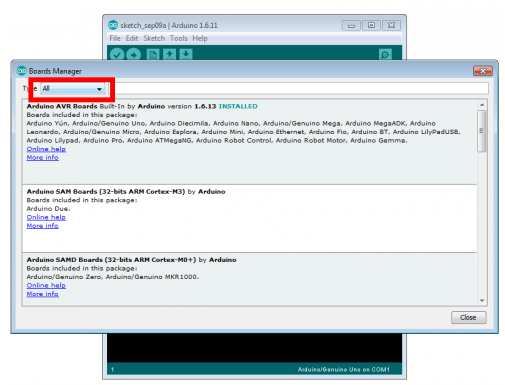 sketch_sep09a | Arduino 1.6.11
File Edit Sketch Tools Help
Boards Manager
All
Arduino AVR Boards Built-In by Arduino version 1.6.13 INSTALLED
Boards included in this package:
Arduino Yún, Arduino/Genuino Uno, Arduino Diecimila, Arduino Nano, Arduino/Genuino Mega, Arduino MegaADK, Arduino
Leonardo, Arduino/Genuino Micro, Arduino Esplora, Arduino Mini, Arduino Ethernet, Arduino Fio, Arduino BT, Arduino LilyPadUSB,
Arduino Lilypad, Arduino Pro, Arduino ATMegaNG, Arduino Robot Control, Arduino Robot Motor, Arduino Gemma.
Online help
More info
Arduino SAM Boards (32-bits ARM Cortex-M3) by Arduino
Boards included in this package:
Arduino Due.
Online help
More info
Arduino SAMD Boards (32-bits ARM Cortex-M0+) by Arduino
Boards included in this package:
Arduino/Genuino Zero, Arduino/Genuino MKR1000.
Online help
More info
Close
1 Arduino/Genuino Uno on COM1